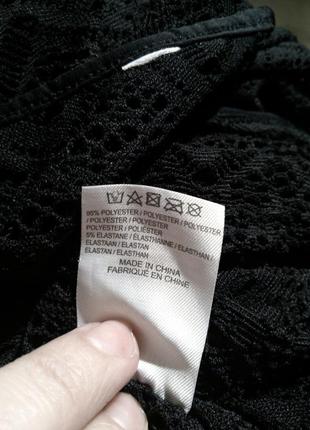 95% POLYESTER / POLYESTER / POLYESTER
/ POLYESTER / POLYESTER / POLYESTER
POLYESTER / POLIÉSTER
5% ELASTANE / ÉLASTHANNE / ELASTHAN /
ELASTAAN / ELASTAN / ELASTHAN /
ELASTAN
MADE IN CHINA
FABRIQUÉ EN CHINE